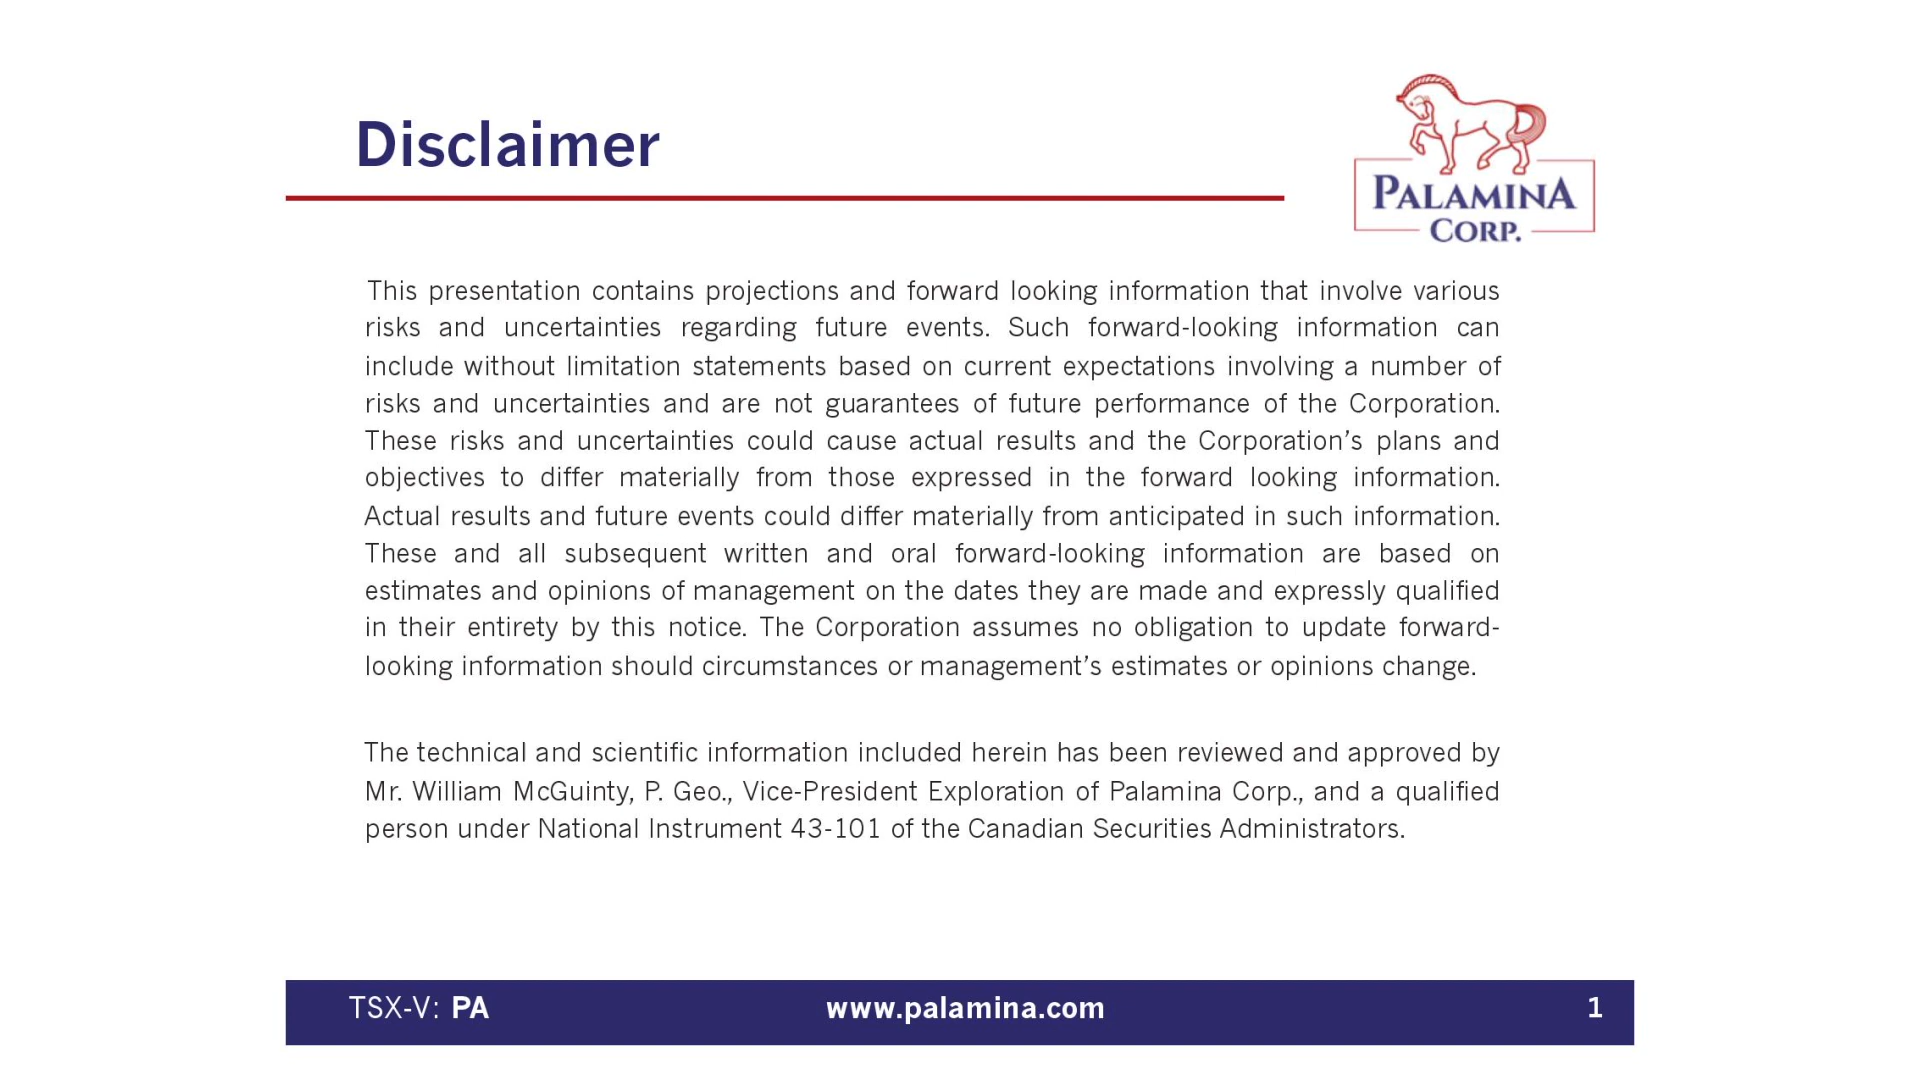 Disclaimer
PALAMINA
CORP.
This presentation contains projections and forward looking information that involve various
risks and uncertainties regarding future events. Such forward-looking information can
include without limitation statements based on current expectations involving a number of
risks and uncertainties and are not guarantees of future performance of the Corporation.
These risks and uncertainties could cause actual results and the Corporation’s plans and
objectives to differ materially from those expressed in the forward looking information.
Actual results and future events could differ materially from anticipated in such information.
These and all subsequent written and oral forward-looking information are based on
estimates and opinions of management on the dates they are made and expressly qualified
in their entirety by this notice. The Corporation assumes no obligation to update forward-
looking information should circumstances or management’s estimates or opinions change.
The technical and scientific information included herein has been reviewed and approved by
Mr. William McGuinty, P. Geo., Vice-President Exploration of Palamina Corp., and a qualified
person under National Instrument 43-101 of the Canadian Securities Administrators.
TSX-V: PA
www.palamina.com
1